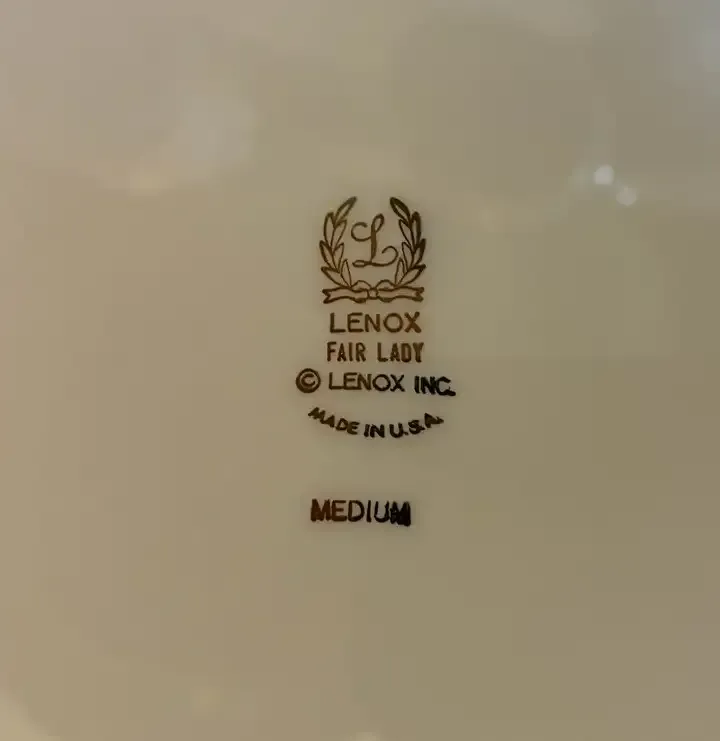 L
LENOX
FAIR LADY
© LENOX INC.
MADE IN U.S.A.
MEDIUM